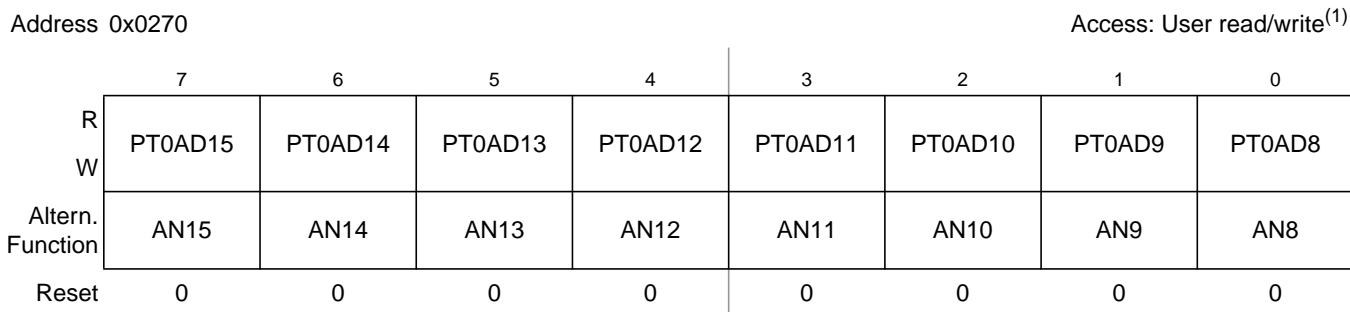 Address 0x0270 Access: User read/write(1)
7 6 5 4 3 2 1 0
R
PT0AD15 PT0AD14 PT0AD13 PT0AD12 PT0AD11 PT0AD10 PT0AD9 PT0AD8
W
Altern.
Function AN15 AN14 AN13 AN12 AN11 AN10 AN9 AN8
Reset 0 0 0 0 0 0 0 0